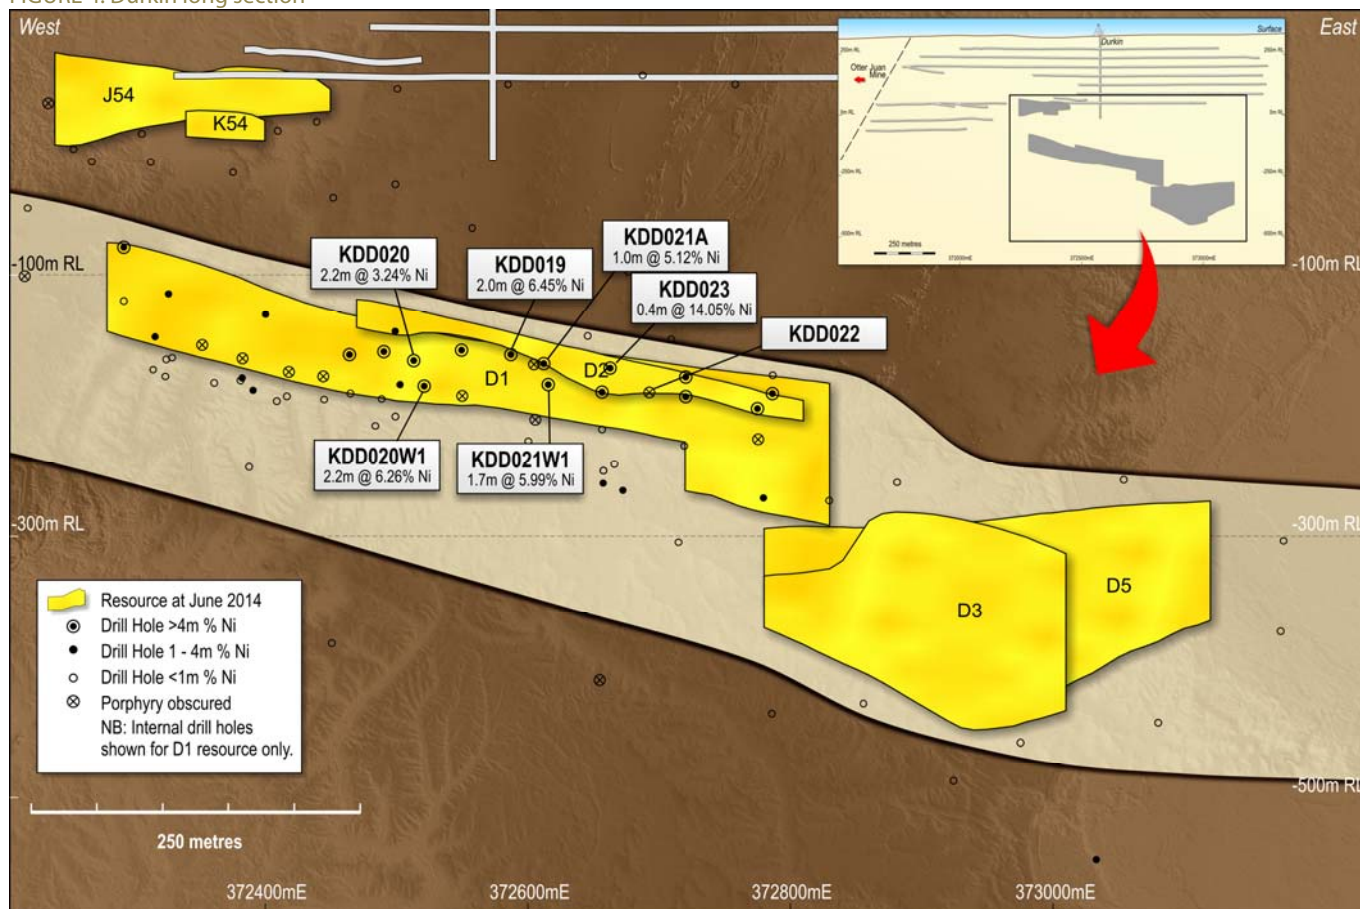 FIGURE 4: Durkin long section
West
East
Surface
Durkin
Otter Juan
Mine
250 metres
J54
K54
-100m RL
-100m RL
KDD020
2.2m @ 3.24% Ni
KDD019
2.0m @ 6.45% Ni
KDD021A
1.0m @ 5.12% Ni
KDD023
0.4m @ 14.05% Ni
KDD022
D1
D2
KDD020W1
2.2m @ 6.26% Ni
KDD021W1
1.7m @ 5.99% Ni
-300m RL
-300m RL
D3
D5
Resource at June 2014
Drill Hole >4m % Ni
Drill Hole 1 - 4m % Ni
Drill Hole <1m % Ni
Porphyry obscured
NB: Internal drill holes
shown for D1 resource only.
-500m RL
250 metres
372400mE
372600mE
372800mE
373000mE